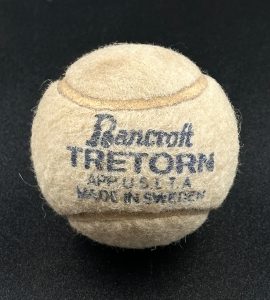 Bancroft
TRETORN
APP. U.S.L.T.A
MADE IN SWEDEN